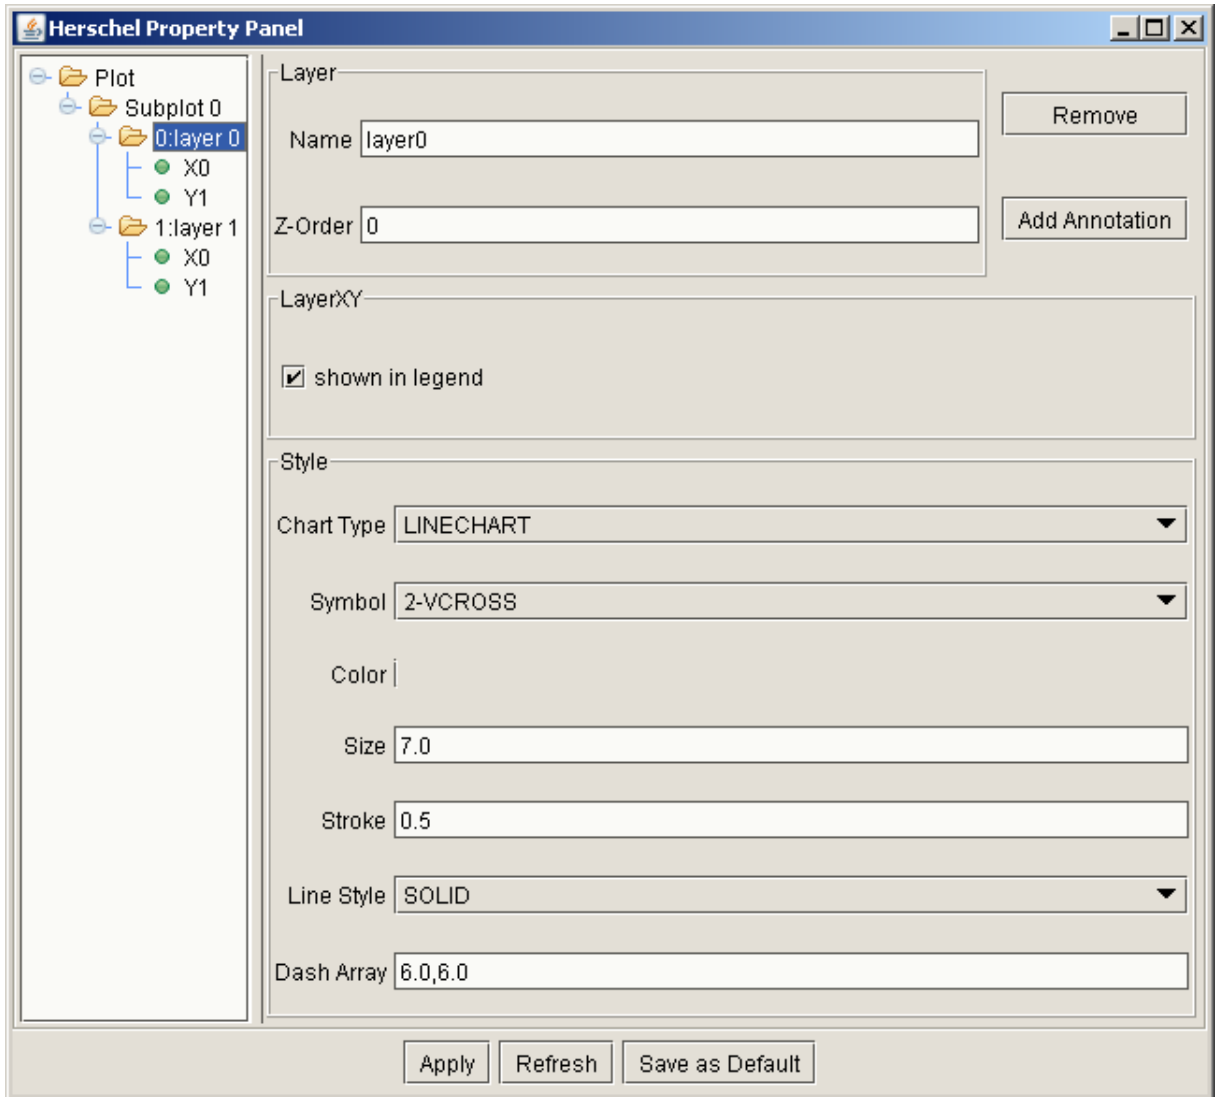 Herschel Property Panel
Plot
Subplot 0
0:layer 0
X0
Y1
1:layer 1
X0
Y1
Layer
Name layer0
Z-Order 0
Remove
Add Annotation
LayerXY
shown in legend
Style
Chart Type LINECHART
Symbol 2-VCROSS
Color
Size 7.0
Stroke 0.5
Line Style SOLID
Dash Array 6.0,6.0
Apply Refresh Save as Default